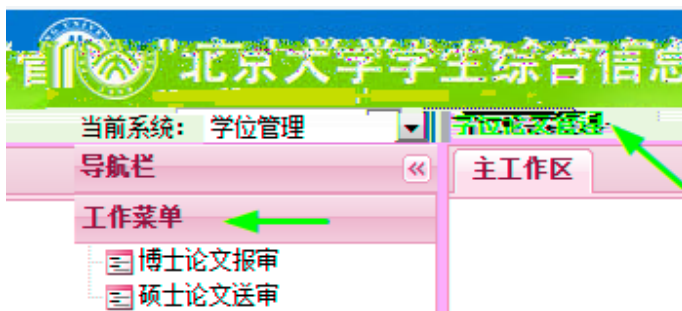 北京大学学生综合信息
当前系统： 学位管理
导航栏 主工作区
工作菜单
博士论文报审
硕士论文送审